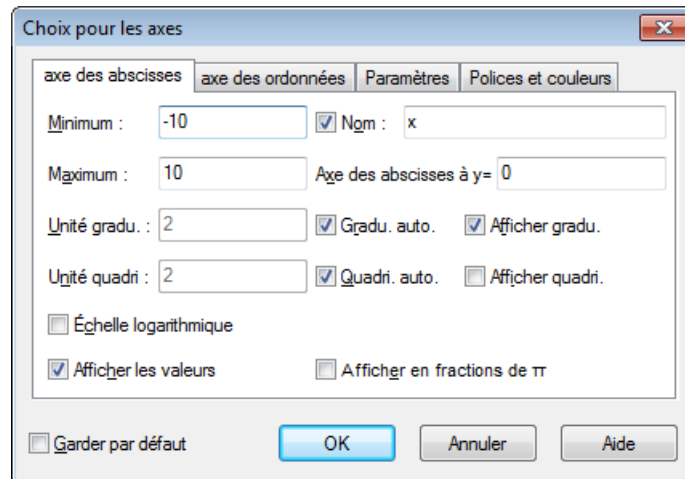 Choix pour les axes
axe des abscisses axe des ordonnées Paramètres Polices et couleurs
Minimum : -10 Nom : x
Maximum : 10 Axe des abscisses à y= 0
Unité gradu. : 2 Gradu. auto. Afficher gradu.
Unité quadri : 2 Quadri. auto. Afficher quadri.
Échelle logarithmique
Afficher les valeurs Afficher en fractions de π
Garder par défaut OK Annuler Aide